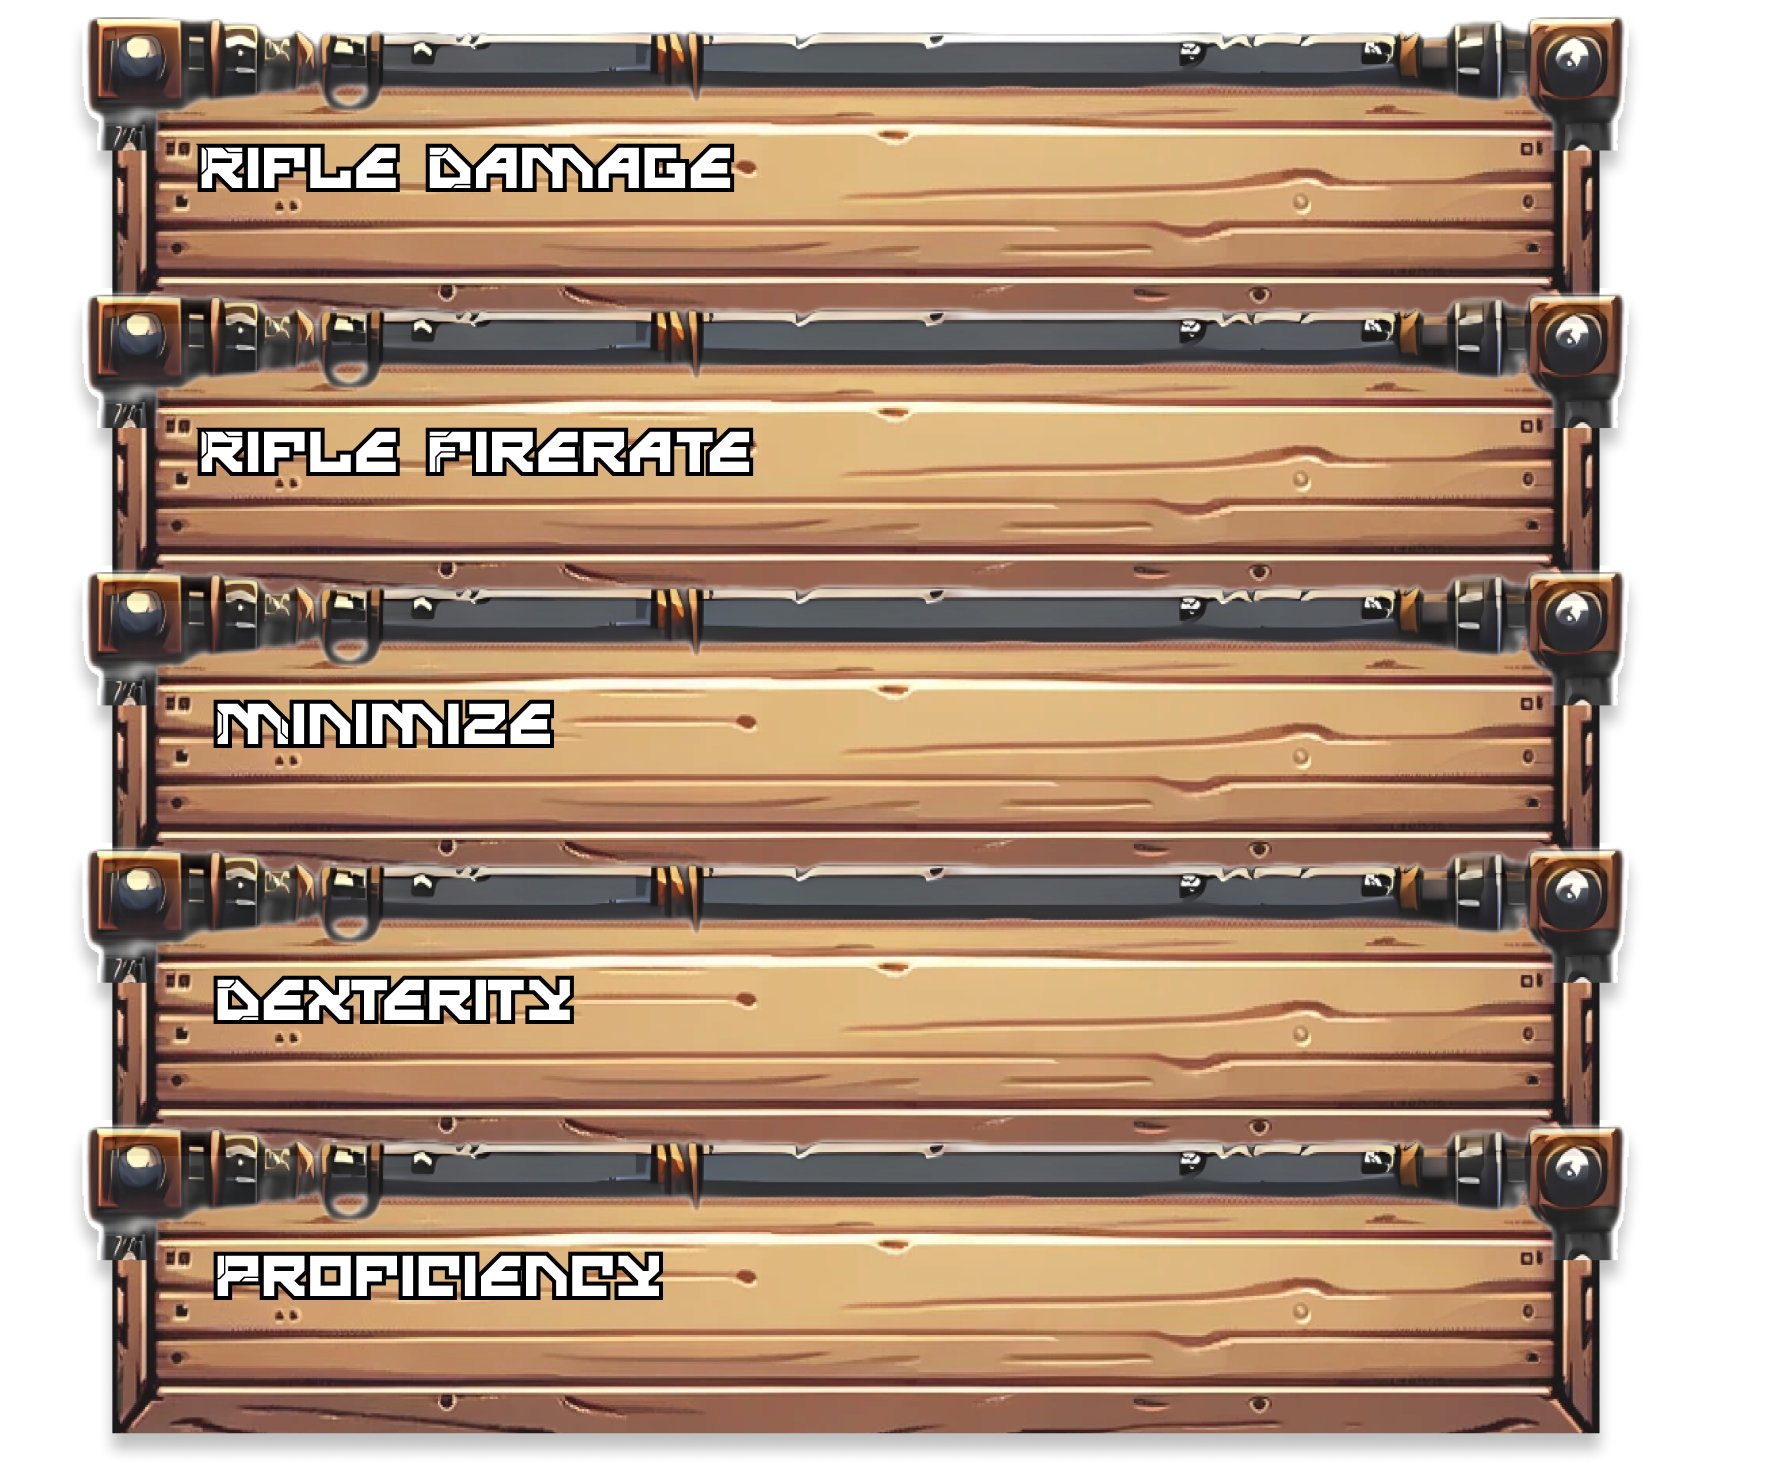 RIFLE DAMAGE
RIFLE FIRERATE
MINIMIZE
DEXTERITY
PROFICIENCY